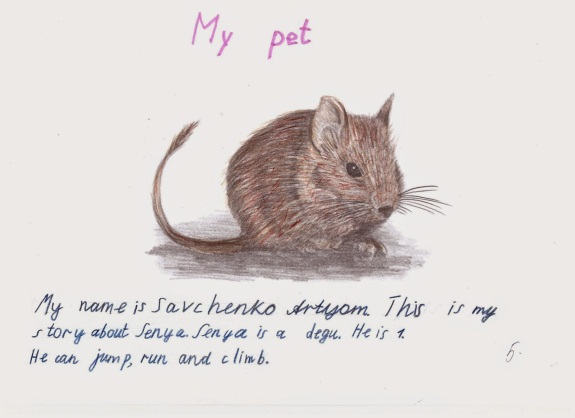 My pet
My name is Savchenko Artyom. This is my
story about Senya. Senya is a degu. He is 1.
He can jump, run and climb.
5-